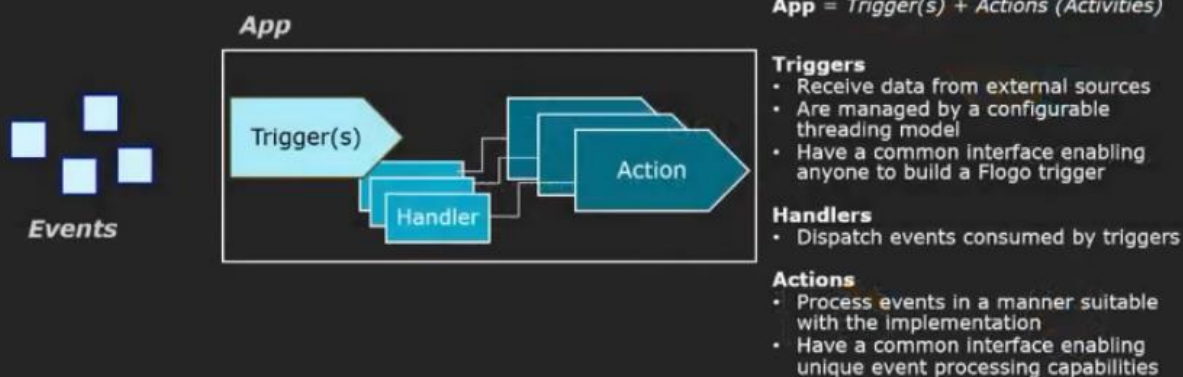 App
Events
Trigger(s)
Handler
Action
App = Trigger(s) + Actions (Activities)
Triggers
• Receive data from external sources
• Are managed by a configurable
threading model
• Have a common interface enabling
anyone to build a Flogo trigger
Handlers
• Dispatch events consumed by triggers
Actions
• Process events in a manner suitable
with the implementation
• Have a common interface enabling
unique event processing capabilities